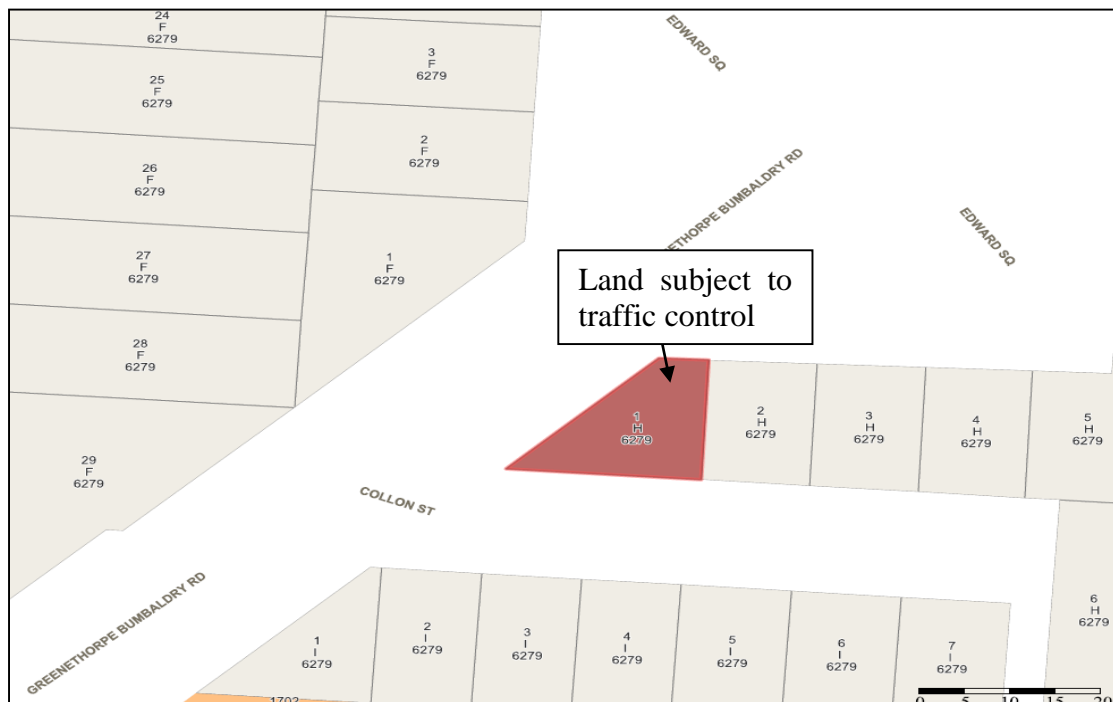 24
F
6279
25
F
6279
26
F
6279
27
F
6279
28
F
6279
29
F
6279
3
F
6279
2
F
6279
1
F
6279
EDWARD SQ
ETHORPE BUMBALDRY RD
EDWARD SQ
Land subject to
traffic control
1
H
6279
2
H
6279
3
H
6279
4
H
6279
5
H
6279
6
H
6279
COLLON ST
GREENETHORPE BUMBALDRY RD
1
I
6279
2
I
6279
3
I
6279
4
I
6279
5
I
6279
6
I
6279
7
I
6279
1702
0 5 10 15 20